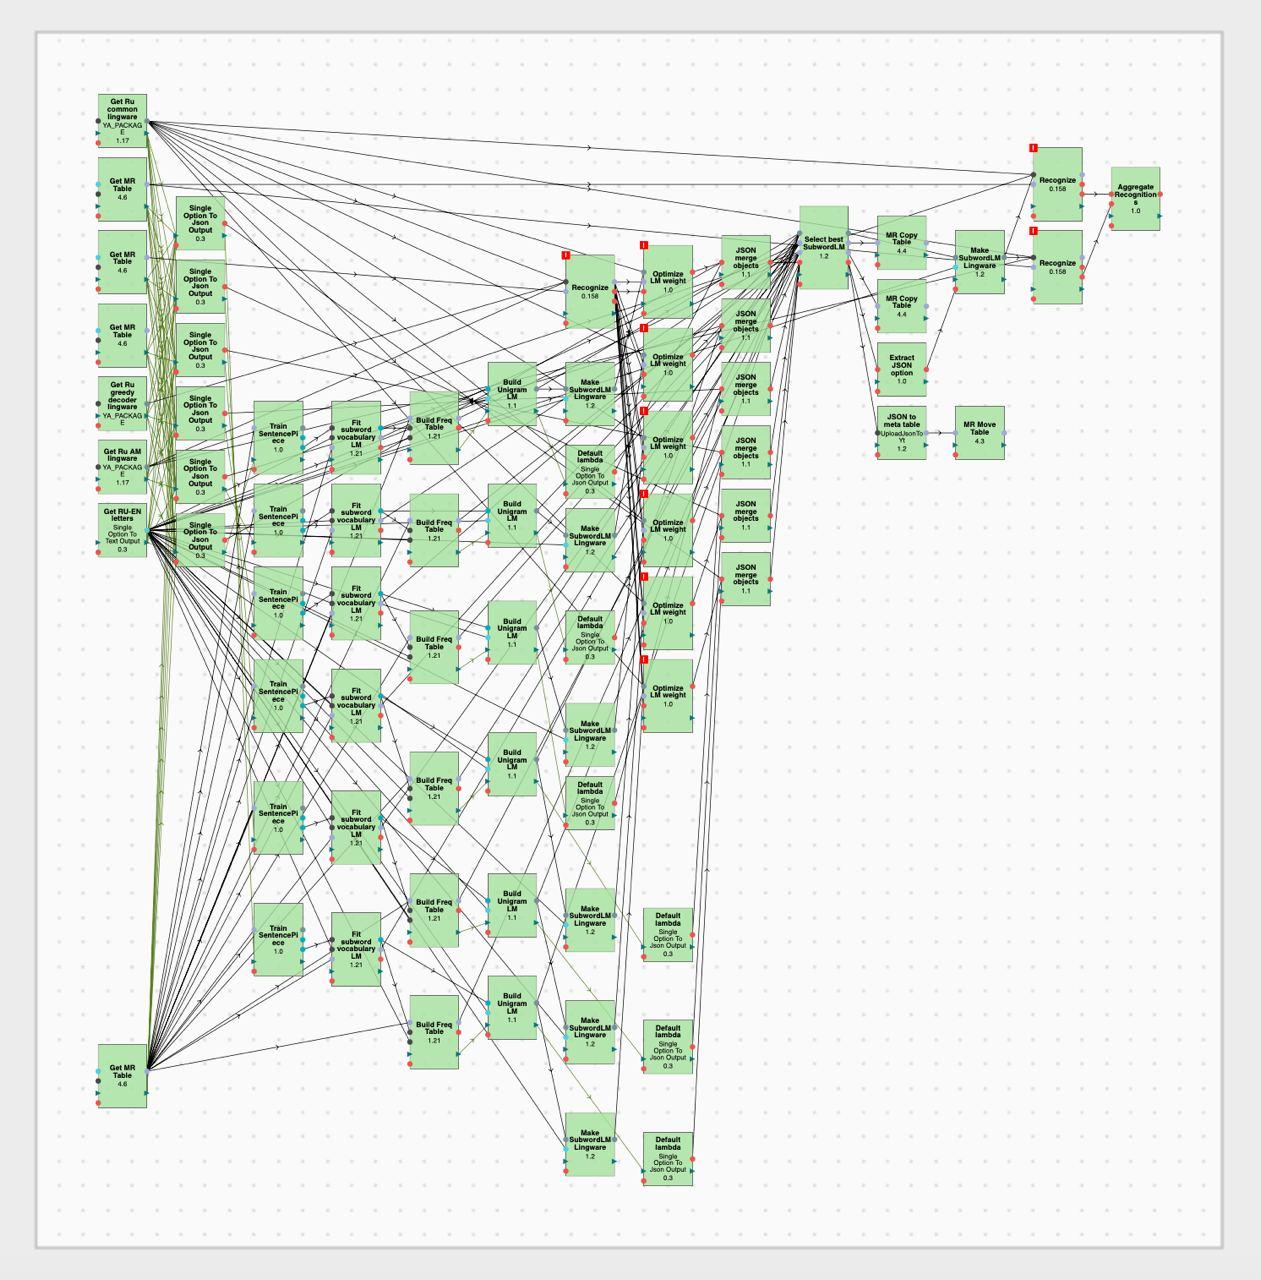 Get Ru
common
lingware
YA_PACKAG
E
1.17
Get MR
Table
4.6
Get MR
Table
4.6
Get MR
Table
4.6
Get Ru
greedy
decoder
lingware
YA_PACKAG
E
Get Ru AM
lingware
YA_PACKAG
E
1.17
Get RU-EN
letters
Single
Option To
Text Output
0.3
Get MR
Table
4.6
Single
Option To
Json
Output
0.3
Single
Option To
Json
Output
0.3
Single
Option To
Json
Output
0.3
Single
Option To
Json
Output
0.3
Single
Option To
Json
Output
0.3
Single
Option To
Json
Output
0.3
Train
SentencePi
ece
1.0
Train
SentencePi
ece
1.0
Train
SentencePi
ece
1.0
Train
SentencePi
ece
1.0
Train
SentencePi
ece
1.0
Train
SentencePi
ece
1.0
Fit
subword
vocabulary
LM
1.21
Fit
subword
vocabulary
LM
1.21
Fit
subword
vocabulary
LM
1.21
Fit
subword
vocabulary
LM
1.21
Fit
subword
vocabulary
LM
1.21
Fit
subword
vocabulary
LM
1.21
Build Freq
Table
1.21
Build Freq
Table
1.21
Build Freq
Table
1.21
Build Freq
Table
1.21
Build Freq
Table
1.21
Build Freq
Table
1.21
Build
Unigram
LM
1.1
Build
Unigram
LM
1.1
Build
Unigram
LM
1.1
Build
Unigram
LM
1.1
Build
Unigram
LM
1.1
Build
Unigram
LM
1.1
Recognize
0.158
Make
SubwordLM
Lingware
1.2
Default
lambda
Single
Option To
Json Output
0.3
Make
SubwordLM
Lingware
1.2
Default
lambda
Single
Option To
Json Output
0.3
Make
SubwordLM
Lingware
1.2
Default
lambda
Single
Option To
Json Output
0.3
Make
SubwordLM
Lingware
1.2
Make
SubwordLM
Lingware
1.2
Make
SubwordLM
Lingware
1.2
Optimize
LM weight
1.0
Optimize
LM weight
1.0
Optimize
LM weight
1.0
Optimize
LM weight
1.0
Optimize
LM weight
1.0
Optimize
LM weight
1.0
Default
lambda
Single
Option To
Json Output
0.3
Default
lambda
Single
Option To
Json Output
0.3
Default
lambda
Single
Option To
Json Output
0.3
JSON
merge
objects
1.1
JSON
merge
objects
1.1
JSON
merge
objects
1.1
JSON
merge
objects
1.1
JSON
merge
objects
1.1
JSON
merge
objects
1.1
Select best
SubwordLM
1.2
MR Copy
Table
4.4
MR Copy
Table
4.4
Extract
JSON
option
1.0
JSON to
meta table
UploadJsonTo
Yt
1.2
Make
SubwordLM
Lingware
1.2
MR Move
Table
4.3
Recognize
0.158
Recognize
0.158
Aggregate
Recognition
s
1.0